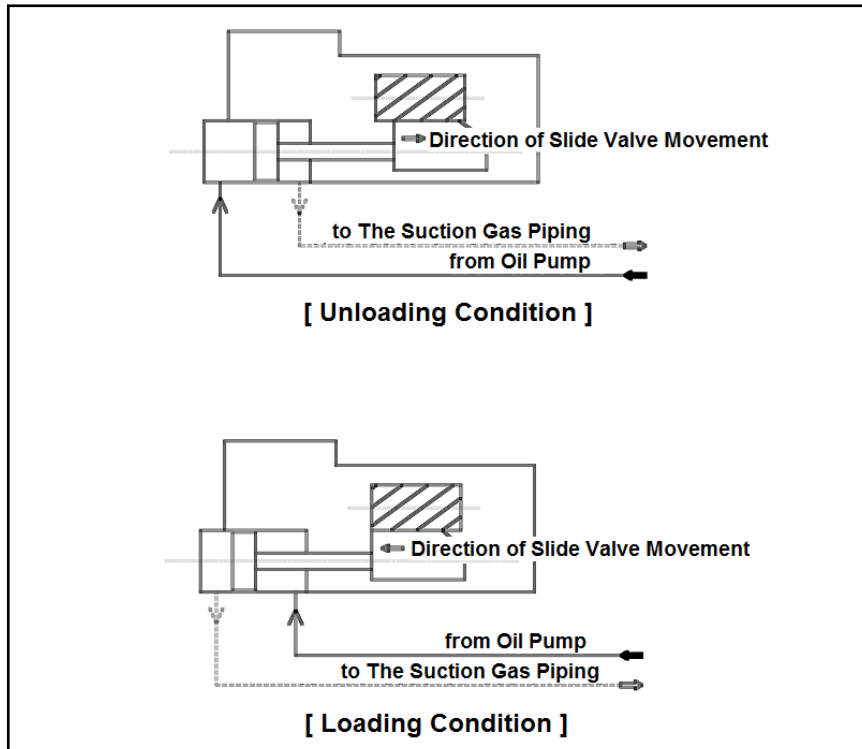 Direction of Slide Valve Movement
to The Suction Gas Piping
from Oil Pump
[ Unloading Condition ]
Direction of Slide Valve Movement
from Oil Pump
to The Suction Gas Piping
[ Loading Condition ]